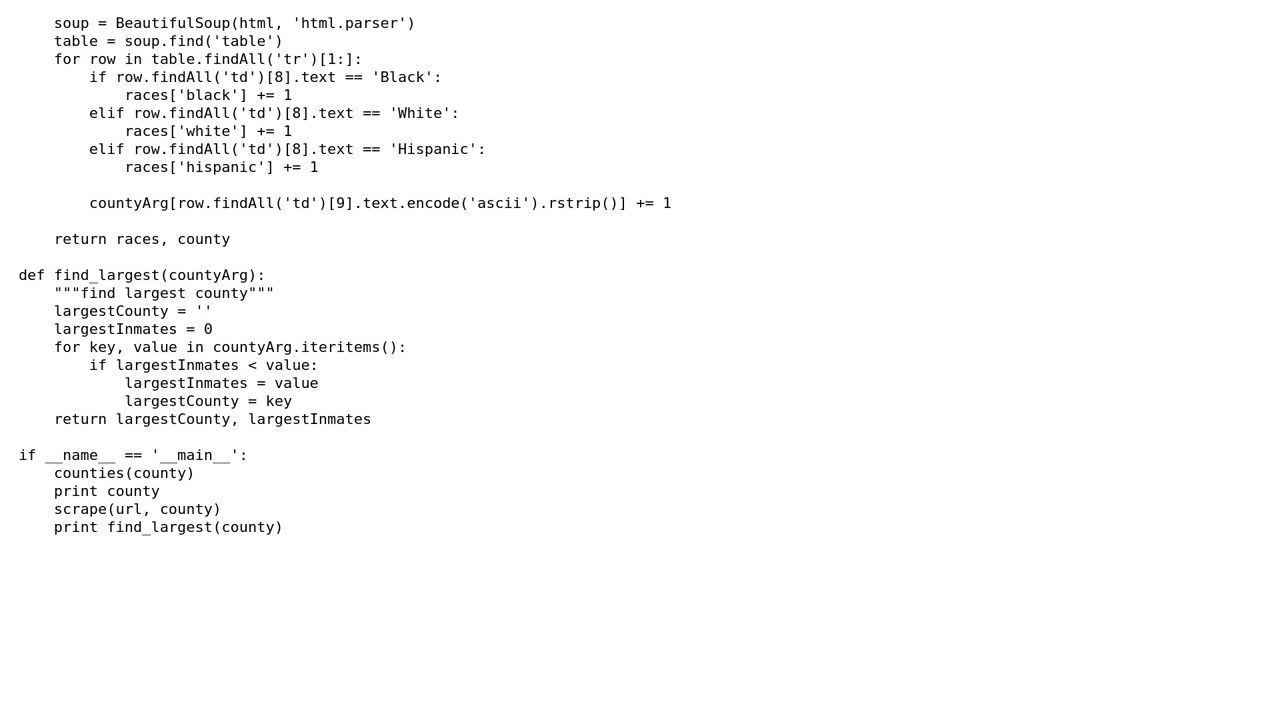 soup = BeautifulSoup(html, 'html.parser')
    table = soup.find('table')
    for row in table.findAll('tr')[1:]:
        if row.findAll('td')[8].text == 'Black':
            races['black'] += 1
        elif row.findAll('td')[8].text == 'White':
            races['white'] += 1
        elif row.findAll('td')[8].text == 'Hispanic':
            races['hispanic'] += 1

        countyArg[row.findAll('td')[9].text.encode('ascii').rstrip()] += 1

    return races, county

def find_largest(countyArg):
    """find largest county"""
    largestCounty = ''
    largestInmates = 0
    for key, value in countyArg.iteritems():
        if largestInmates < value:
            largestInmates = value
            largestCounty = key
    return largestCounty, largestInmates

if __name__ == '__main__':
    counties(county)
    print county
    scrape(url, county)
    print find_largest(county)